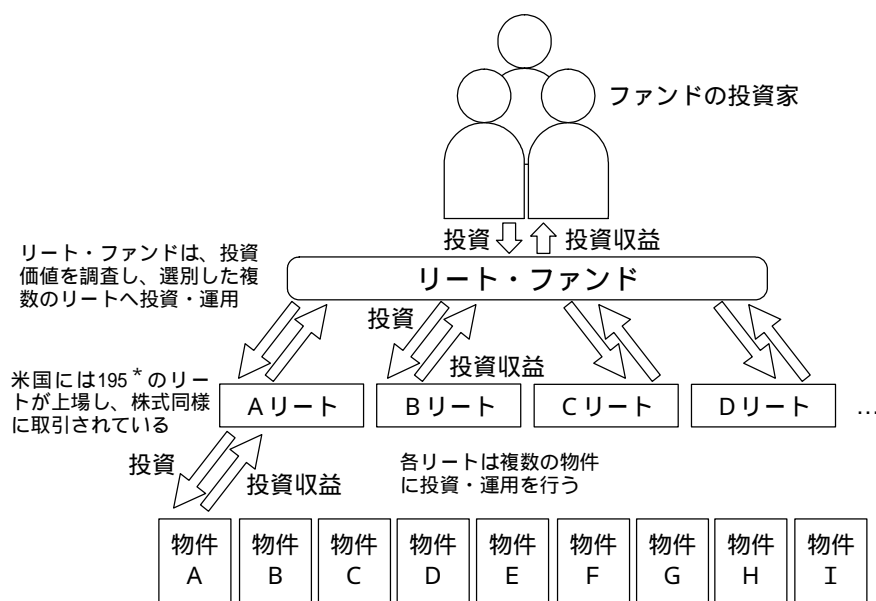 ファンドの投資家
投資
投資収益
リート・ファンドは、投資
価値を調査し、選別した複
数のリートへ投資・運用
リート・ファンド
投資
投資収益
米国には195*のリー
トが上場し、株式同様
に取引されている
Aリート
Bリート
Cリート
Dリート
…
投資
投資収益
各リートは複数の物件
に投資・運用を行う
物件
A
物件
B
物件
C
物件
D
物件
E
物件
F
物件
G
物件
H
物件
I